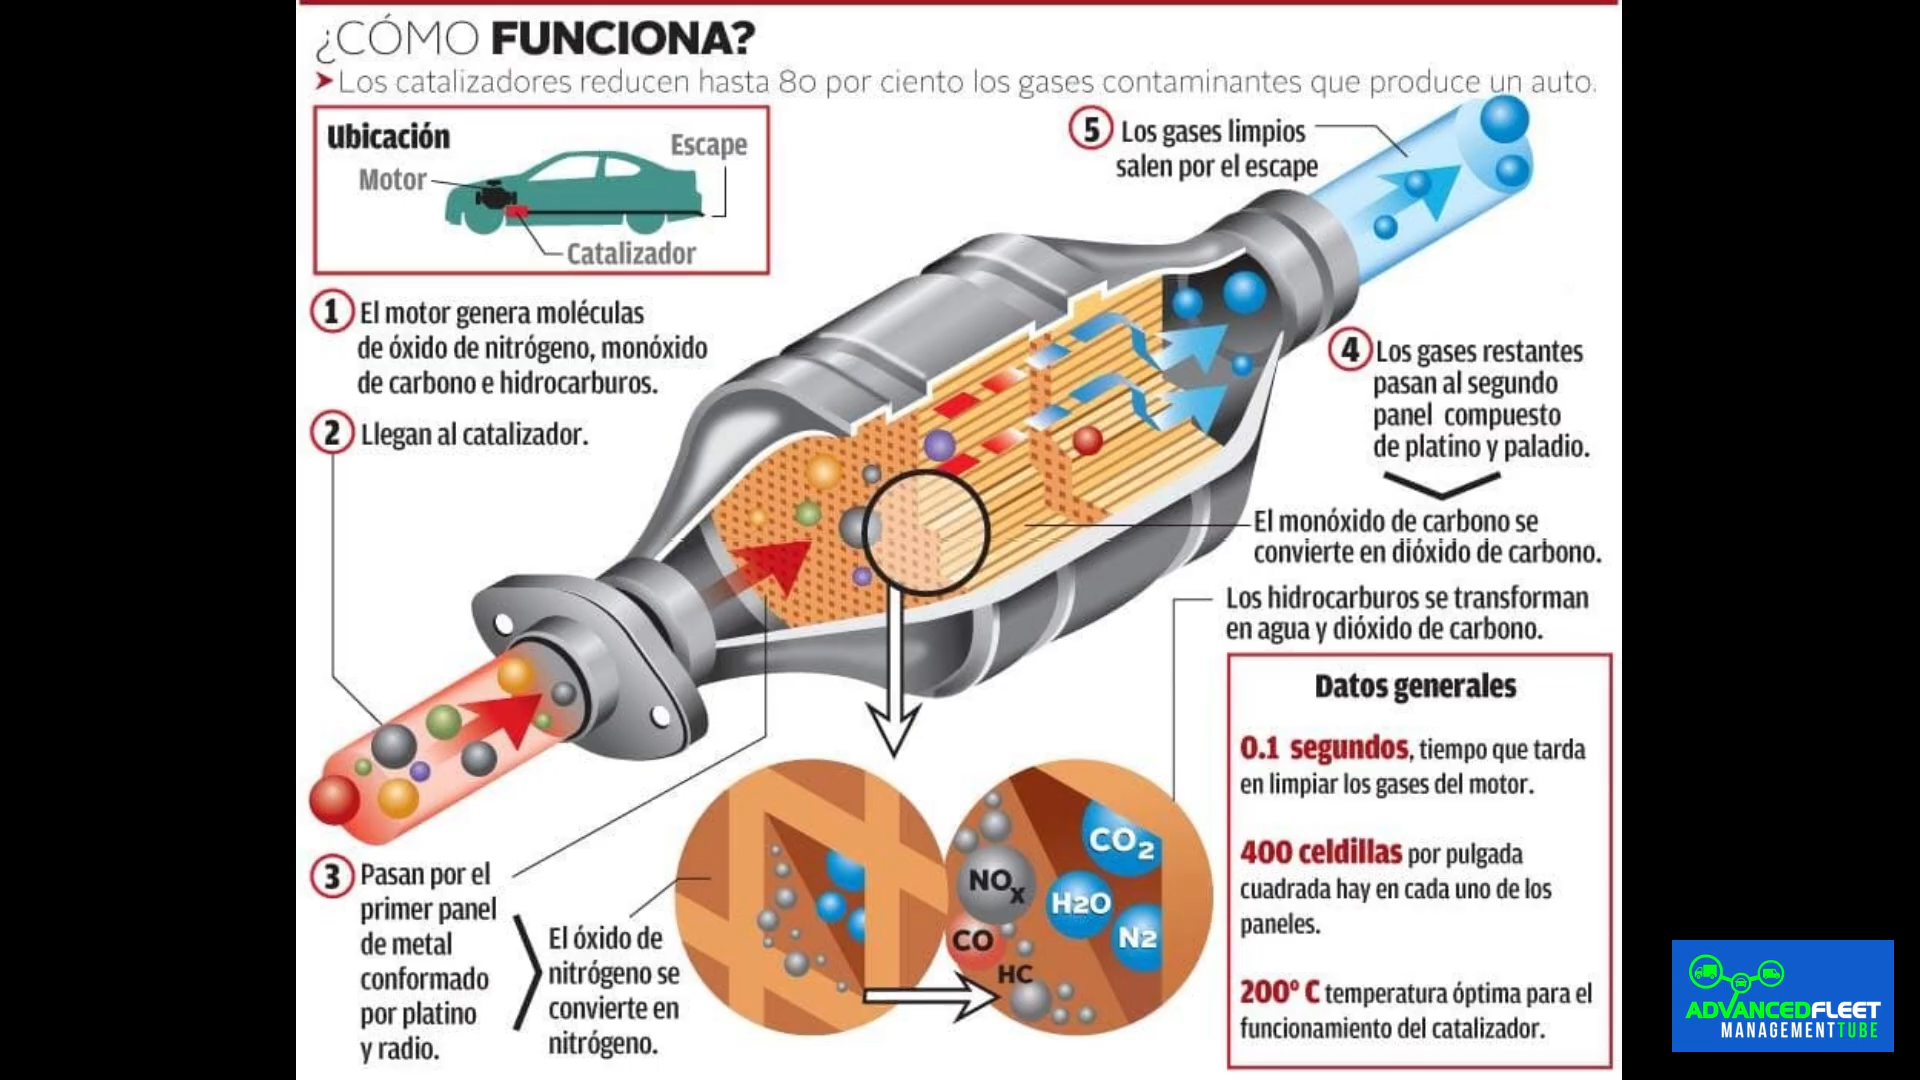 ¿CÓMO FUNCIONA?
Los catalizadores reducen hasta 80 por ciento los gases contaminantes que produce un auto.
Ubicación
Motor
Escape
Catalizador
1 El motor genera moléculas
de óxido de nitrógeno, monóxido
de carbono e hidrocarburos.
2 Llegan al catalizador.
3 Pasan por el
primer panel
de metal
conformado
por platino
y radio.
El óxido de
nitrógeno se
convierte en
nitrógeno.
NOx
CO
HC
CO2
H2O
N2
4 Los gases restantes
pasan al segundo
panel compuesto
de platino y paladio.
El monóxido de carbono se
convierte en dióxido de carbono.
Los hidrocarburos se transforman
en agua y dióxido de carbono.
5 Los gases limpios
salen por el escape
Datos generales
0.1 segundos, tiempo que tarda
en limpiar los gases del motor.
400 celdillas por pulgada
cuadrada hay en cada uno de los
paneles.
200° C temperatura óptima para el
funcionamiento del catalizador.
ADVANCEDFLEET
MANAGEMENTTUBE